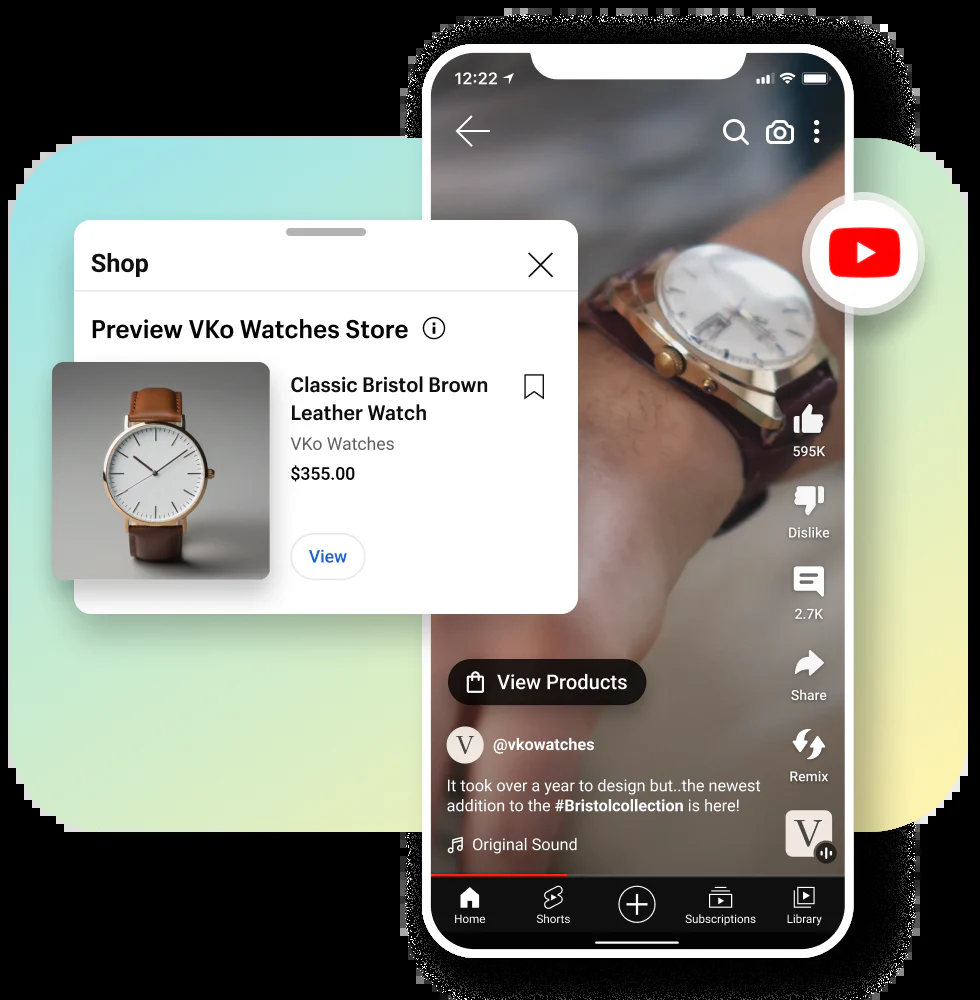 12:22
Shop
Preview VKo Watches Store
Classic Bristol Brown
Leather Watch
VKo Watches
$355.00
View
595K
Dislike
2.7K
Share
Remix
View Products
V @vkowatches
It took over a year to design but..the newest
addition to the #Bristolcollection is here!
Original Sound
V
Home Shorts Subscriptions Library